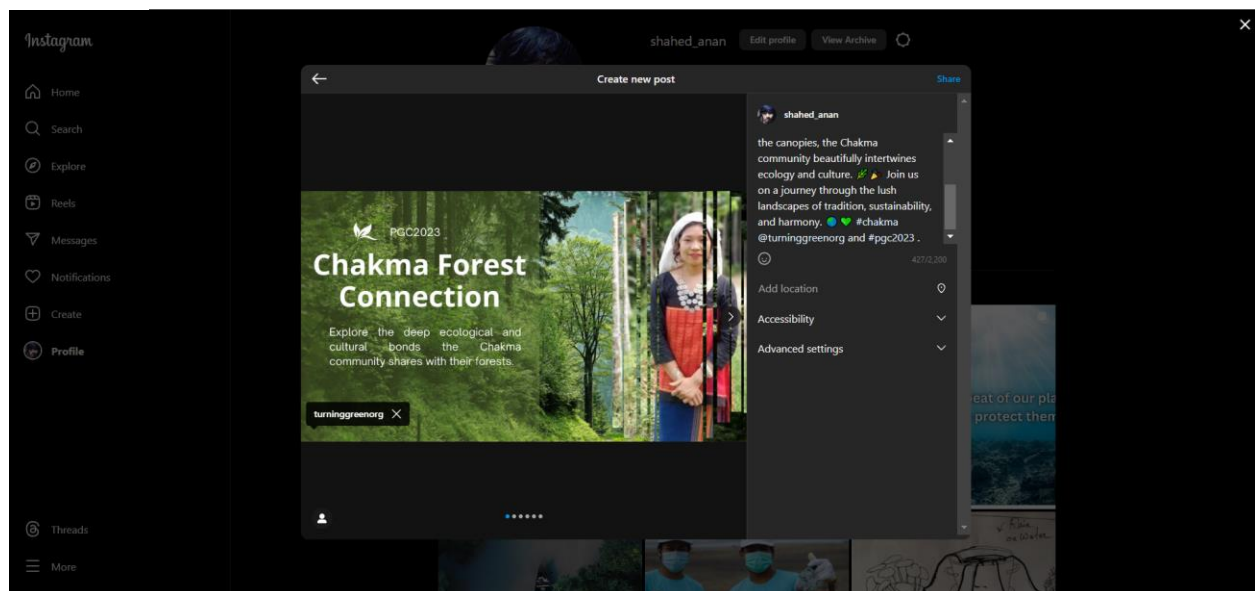 Instagram
Home
Search
Explore
Reels
Messages
Notifications
Create
Profile
Threads
More
shahed_anan
Edit profile
View Archive
Create new post
Share
PGC2023
Chakma Forest
Connection
Explore the deep ecological and
cultural bonds the Chakma
community shares with their forests.
turninggreenorg
shahed_anan
the canopies, the Chakma
community beautifully intertwines
ecology and culture. 🌿🎉 Join us
on a journey through the lush
landscapes of tradition, sustainability,
and harmony. 🌍 💚 #chakma
@turninggreenorg and #pgc2023 .
427/2,200
Add location
Accessibility
Advanced settings
eat of our pla
protect them
on water